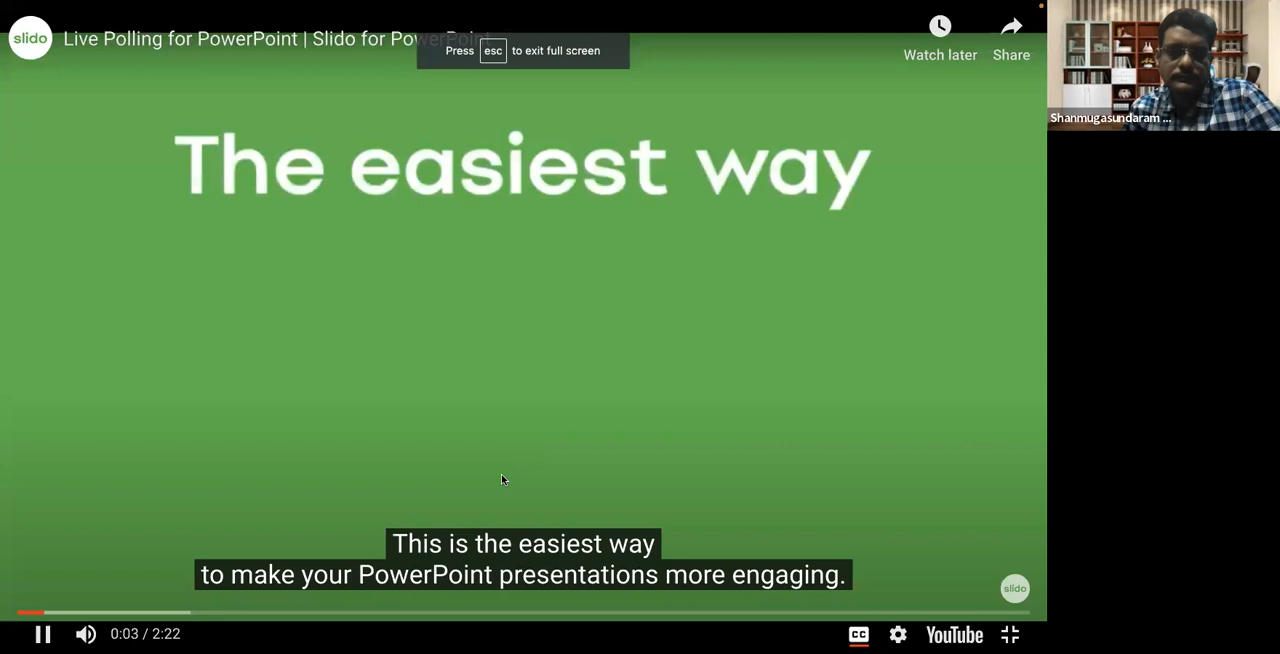 slido
Live Polling for PowerPoint | Slido for PowerPoint
Press esc to exit full screen
Watch later
Share
Shanmugasundaram ...
The easiest way
This is the easiest way
to make your PowerPoint presentations more engaging.
slido
0:03 / 2:22
CC
YouTube